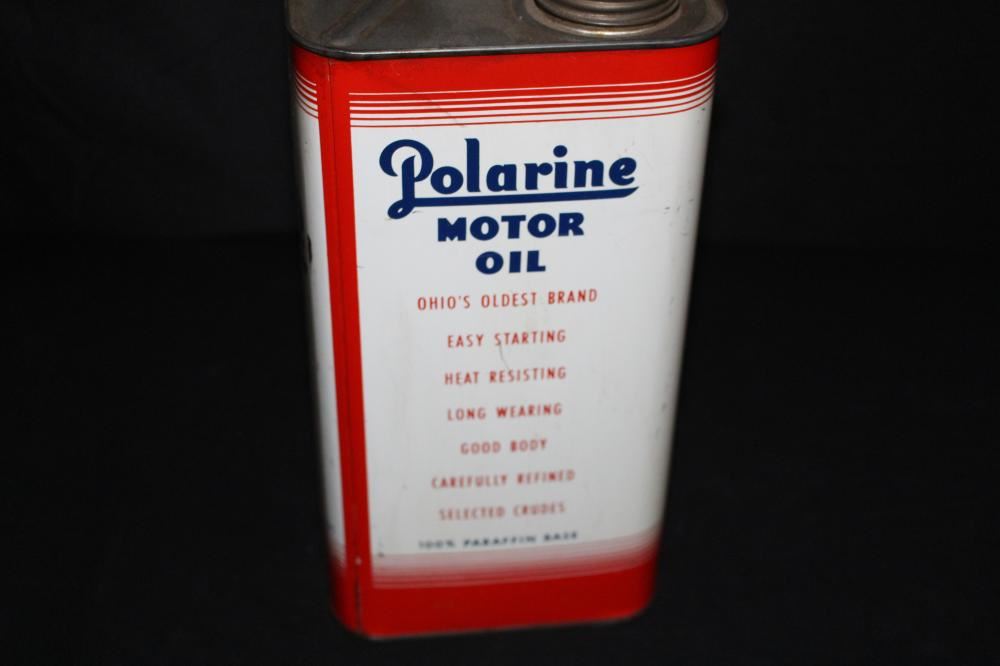 Polarine
MOTOR
OIL
OHIO'S OLDEST BRAND
EASY STARTING
HEAT RESISTING
LONG WEARING
GOOD BODY
CAREFULLY REFINED
SELECTED CRUDES
100% PARAFFIN BASE